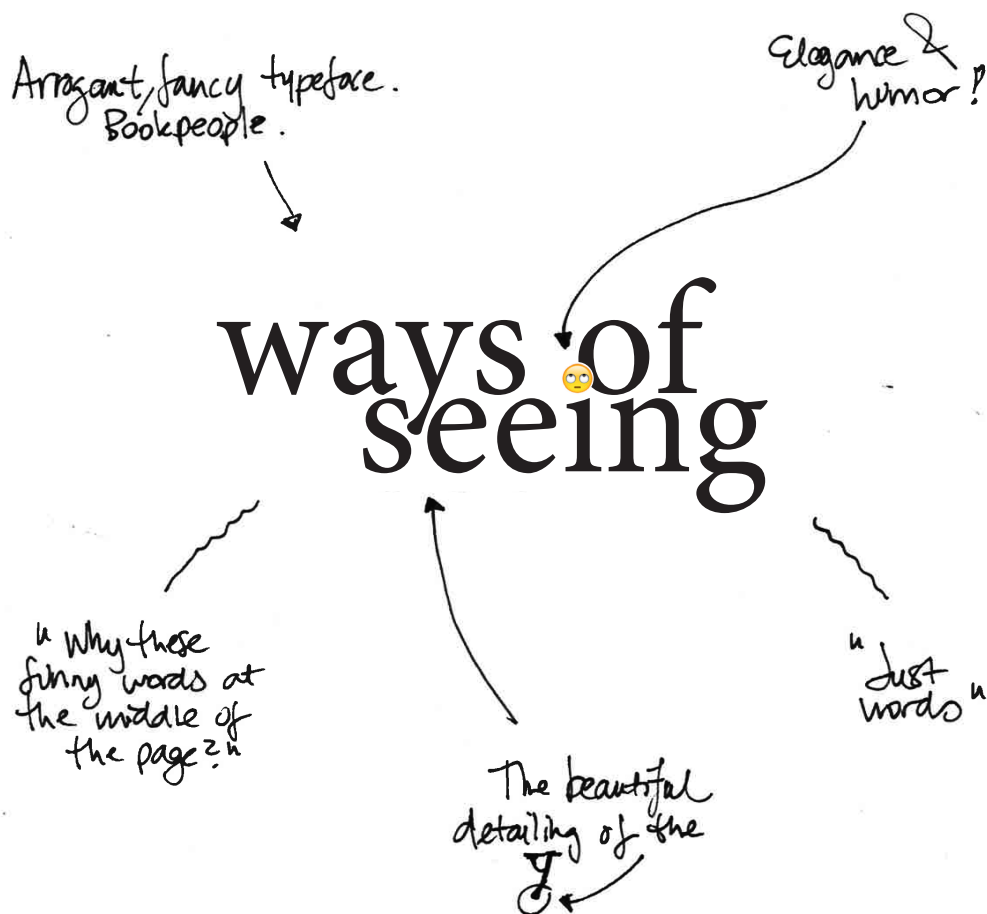 Arrogant, fancy typeface.
Bookpeople.
Elegance &
humor!
ways of
seeing
"Why these
funny words at
the middle of
the page?"
"Just
words"
The beautiful
detailing of the
y